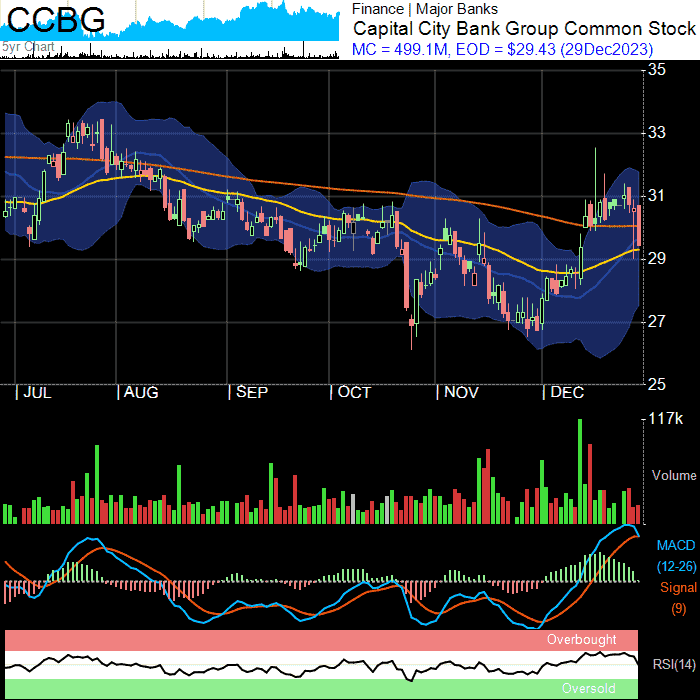 CCBG
5yr Chart
Finance | Major Banks
Capital City Bank Group Common Stock
MC = 499.1M, EOD = $29.43 (29Dec2023)
35
33
31
29
27
25
| JUL | AUG | SEP | OCT | NOV | DEC
117k
Volume
MACD
(12-26)
Signal
(9)
Overbought
RSI(14)
Oversold